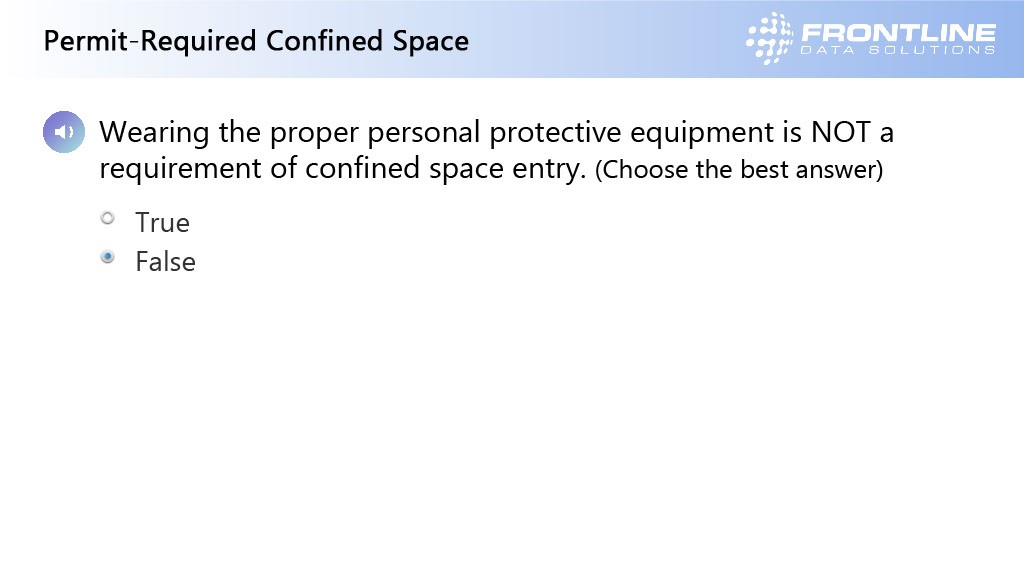 Permit-Required Confined Space
FRONTLINE
DATA SOLUTIONS
Wearing the proper personal protective equipment is NOT a
requirement of confined space entry. (Choose the best answer)
True
False